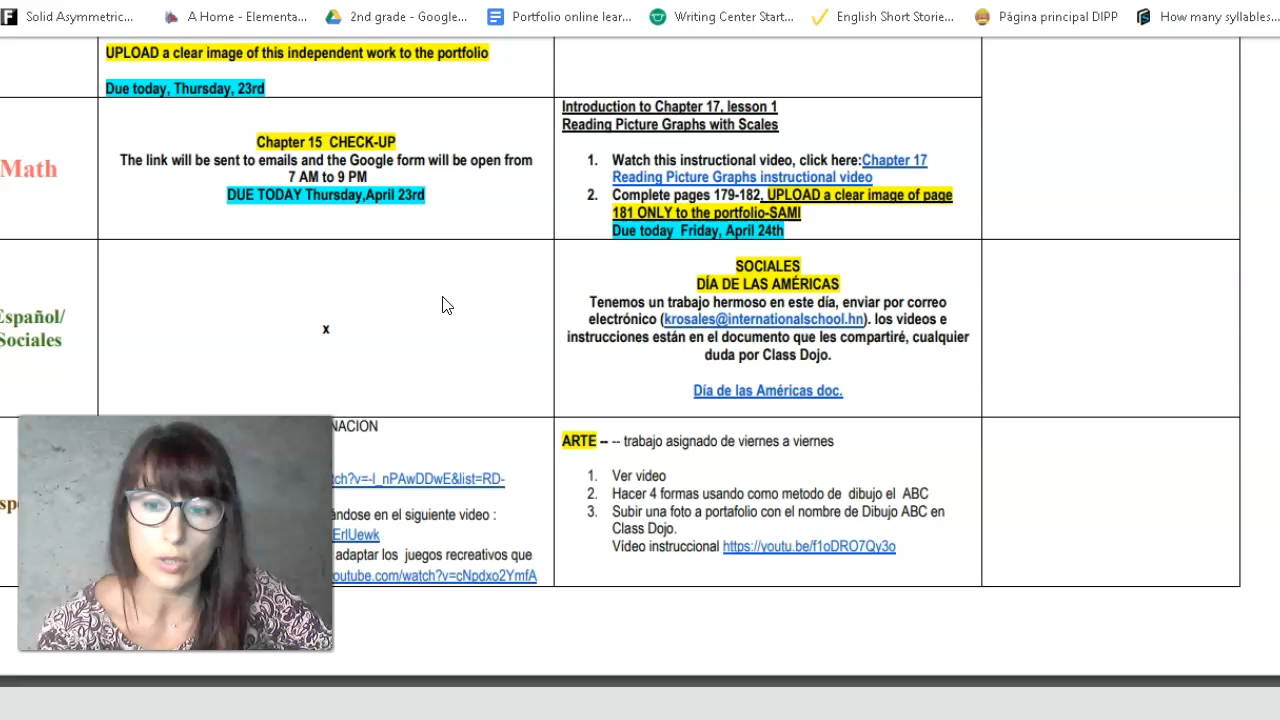 Solid Asymmetric...
A Home - Elementa...
2nd grade - Google...
Portfolio online lear...
Writing Center Start...
English Short Storie...
Página principal DIPP
How many syllables...
UPLOAD a clear image of this independent work to the portfolio
Due today, Thursday, 23rd
Math
Chapter 15 CHECK-UP
The link will be sent to emails and the Google form will be open from
7 AM to 9 PM
DUE TODAY Thursday,April 23rd
Introduction to Chapter 17, lesson 1
Reading Picture Graphs with Scales
1. Watch this instructional video, click here:Chapter 17
Reading Picture Graphs instructional video
2. Complete pages 179-182, UPLOAD a clear image of page
181 ONLY to the portfolio-SAMI
Due today Friday, April 24th
Español/
Sociales
x
SOCIALES
DÍA DE LAS AMÉRICAS
Tenemos un trabajo hermoso en este día, enviar por correo
electrónico (krosales@internationalschool.hn). los videos e
instrucciones están en el documento que les compartiré, cualquier
duda por Class Dojo.
Día de las Américas doc.
spe
NACION
tch?v=-l_nPAwDDwE&list=RD-
éndose en el siguiente video :
ErlUewk
adaptar los juegos recreativos que
outube.com/watch?v=cNpdxo2YmfA
ARTE -- -- trabajo asignado de viernes a viernes
1. Ver video
2. Hacer 4 formas usando como metodo de dibujo el ABC
3. Subir una foto a portafolio con el nombre de Dibujo ABC en
Class Dojo.
Vídeo instruccional https://youtu.be/f1oDRO7Qy3o